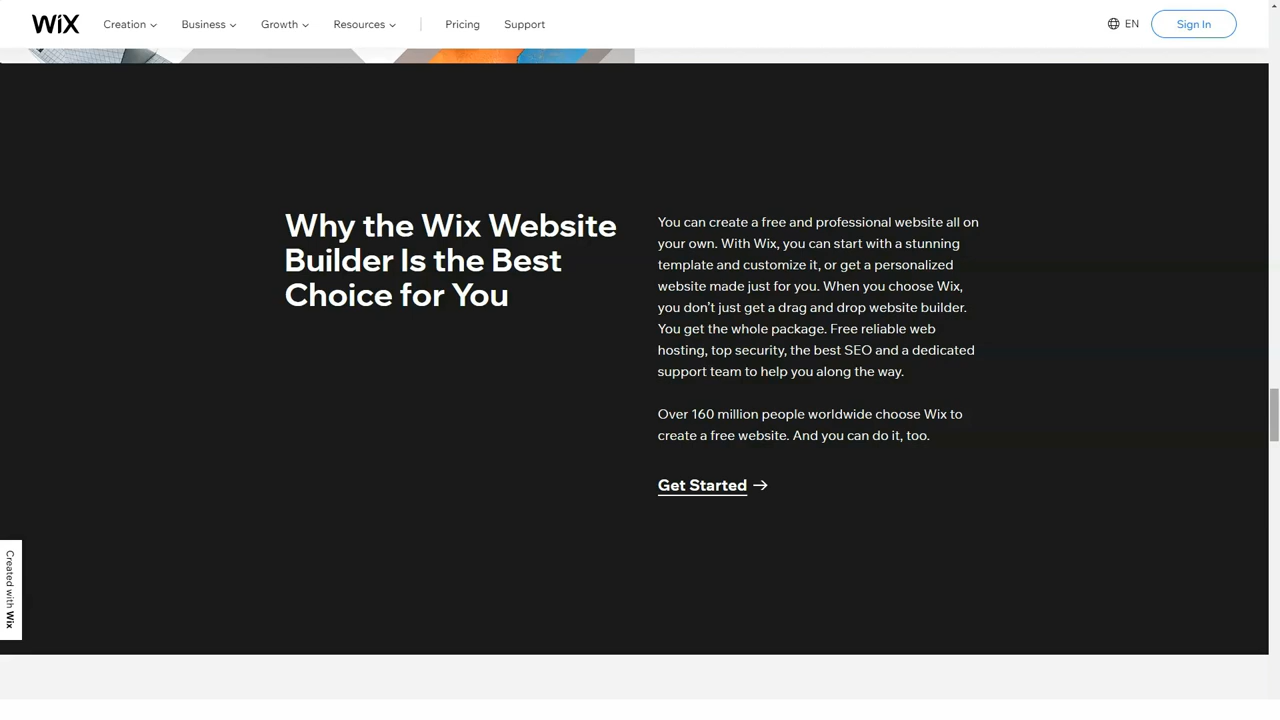 WiX Creation Business Growth Resources Pricing Support EN Sign In
Why the Wix Website
Builder Is the Best
Choice for You
You can create a free and professional website all on
your own. With Wix, you can start with a stunning
template and customize it, or get a personalized
website made just for you. When you choose Wix,
you don't just get a drag and drop website builder.
You get the whole package. Free reliable web
hosting, top security, the best SEO and a dedicated
support team to help you along the way.
Over 160 million people worldwide choose Wix to
create a free website. And you can do it, too.
Get Started →
Created with Wix